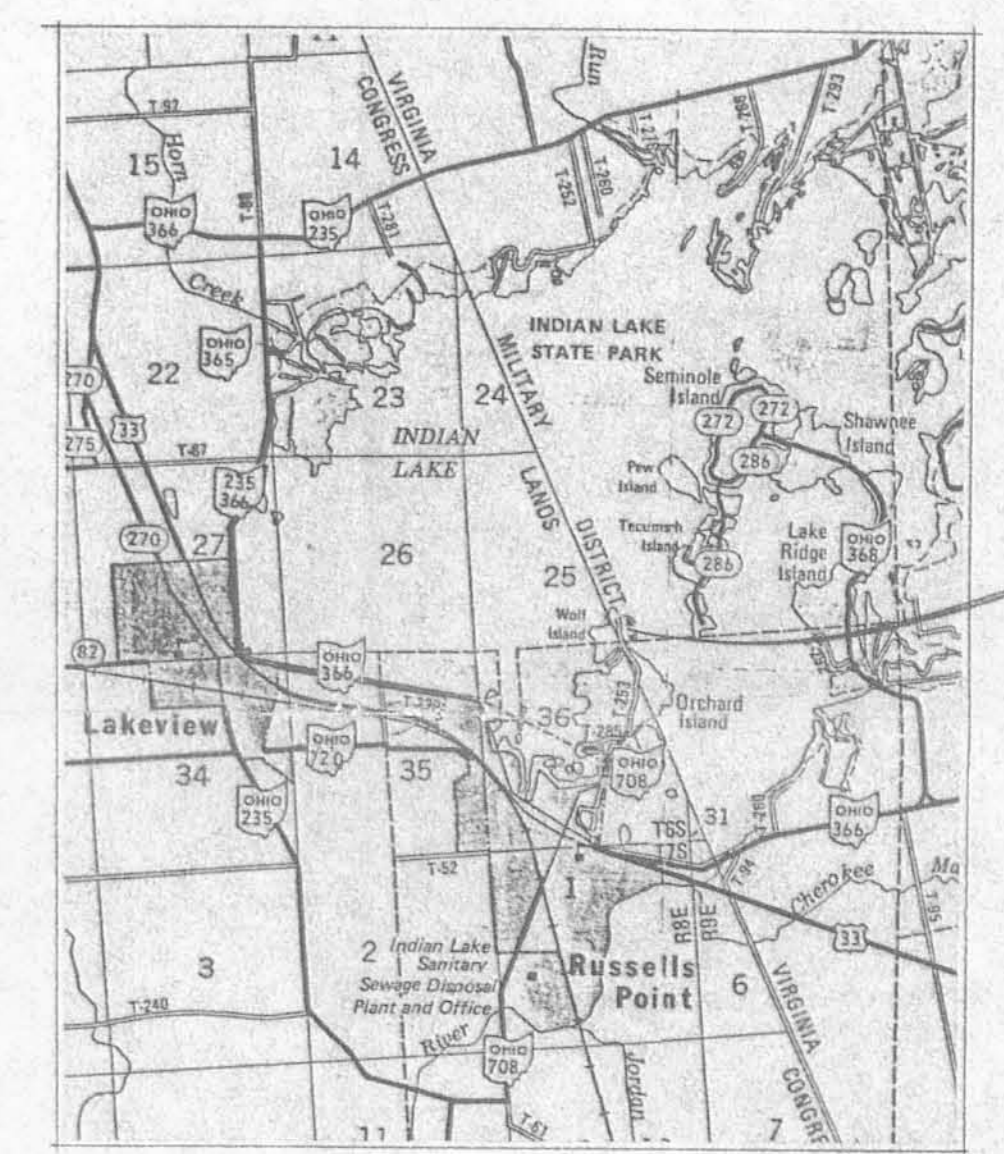 VIRGINIA
CONGRESS
Run
T-293
T-92
Horn
15
14
T-88
T-260
T-252
T-281
OHIO
366
OHIO
235
Creek
INDIAN LAKE
STATE PARK
MILITARY
OHIO
365
22
23
24
Seminole
Island
270
272
272
Shawnee
Island
33
275
INDIAN
T-87
LAKE
286
235
366
LANDS
Pew
Island
270
27
26
25
DISTRICT
Tecumseh
Island
286
Lake
Ridge
Island
OHIO
368
Wolf
Island
82
OHIO
366
T-257
Orchard
Island
36
T-285
Lakeview
OHIO
720
34
35
OHIO
708
OHIO
235
T6S
31
T-280
OHIO
366
T7S
T-52
T-94
Cherokee
Ma
1
T-95
R8E
R9E
33
3
2
Indian Lake
Sanitary
Sewage Disposal
Plant and Office
Russells
Point
6
VIRGINIA
T-240
River
OHIO
708
Jordan
CONGRE
T-61
11
7